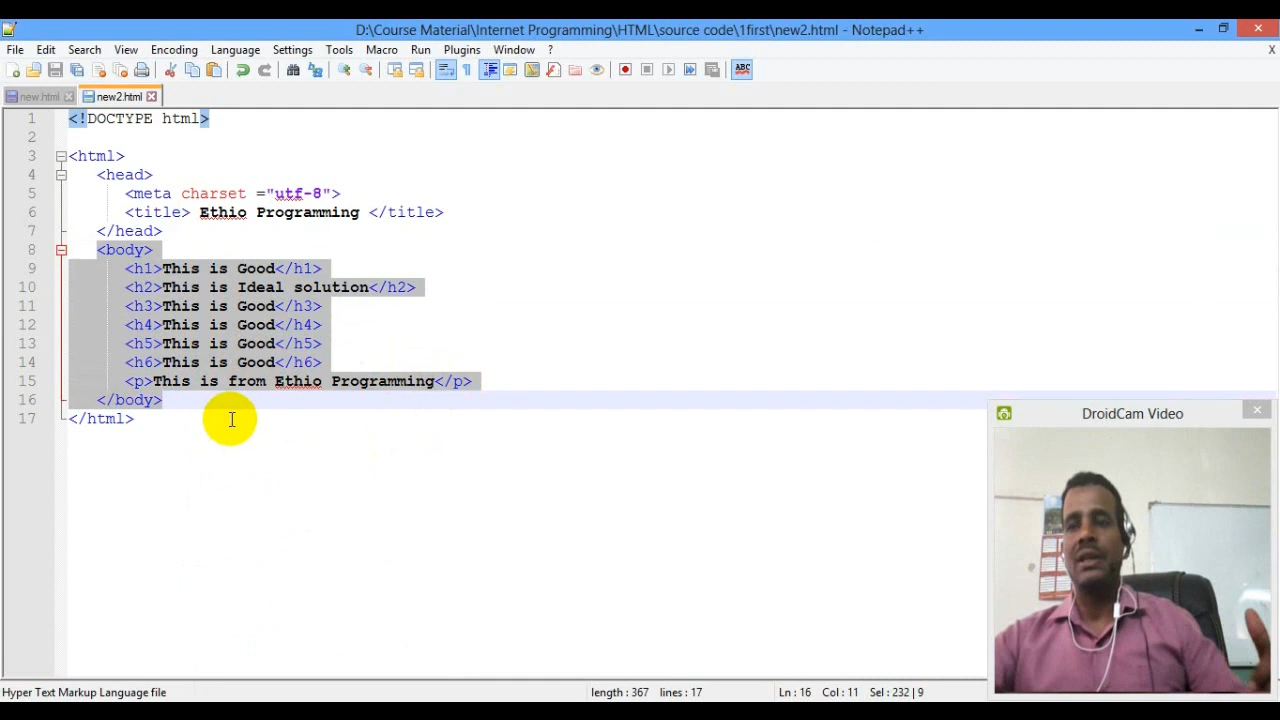 D:\Course Material\Internet Programming\HTML\source code\1first\new2.html - Notepad++
File Edit Search View Encoding Language Settings Tools Macro Run Plugins Window ? X
ABC
new.html new2.html
1 <!DOCTYPE html>
2
3 <html>
4 <head>
5 <meta charset ="utf-8">
6 <title> Ethio Programming </title>
7 </head>
8 <body>
9 <h1>This is Good</h1>
10 <h2>This is Ideal solution</h2>
11 <h3>This is Good</h3>
12 <h4>This is Good</h4>
13 <h5>This is Good</h5>
14 <h6>This is Good</h6>
15 <p>This is from Ethio Programming</p>
16 </body>
17 </html>
DroidCam Video
Hyper Text Markup Language file length : 367 lines : 17 Ln : 16 Col : 11 Sel : 232 | 9